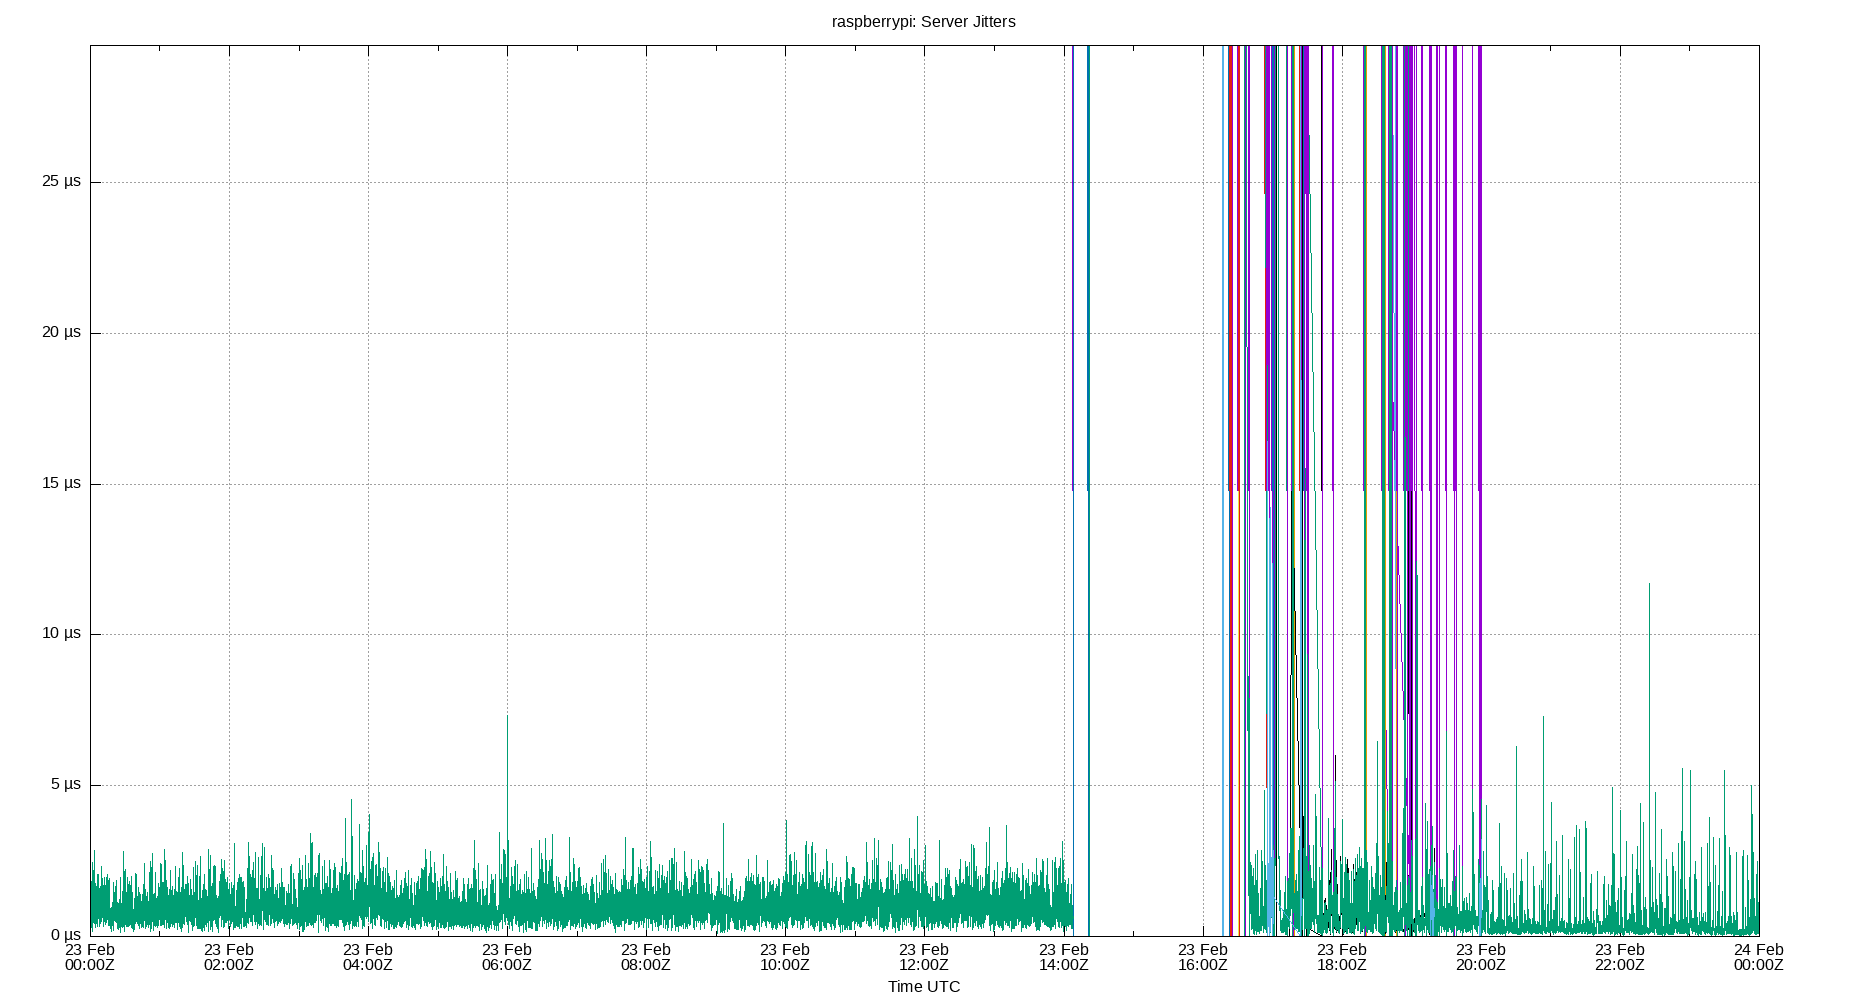 raspberrypi: Server Jitters
25 µs
20 µs
15 µs
10 µs
5 µs
0 µs
23 Feb 23 Feb 23 Feb 23 Feb 23 Feb 23 Feb 23 Feb 23 Feb 23 Feb 23 Feb 23 Feb 23 Feb 24 Feb
00:00Z 02:00Z 04:00Z 06:00Z 08:00Z 10:00Z 12:00Z 14:00Z 16:00Z 18:00Z 20:00Z 22:00Z 00:00Z
Time UTC